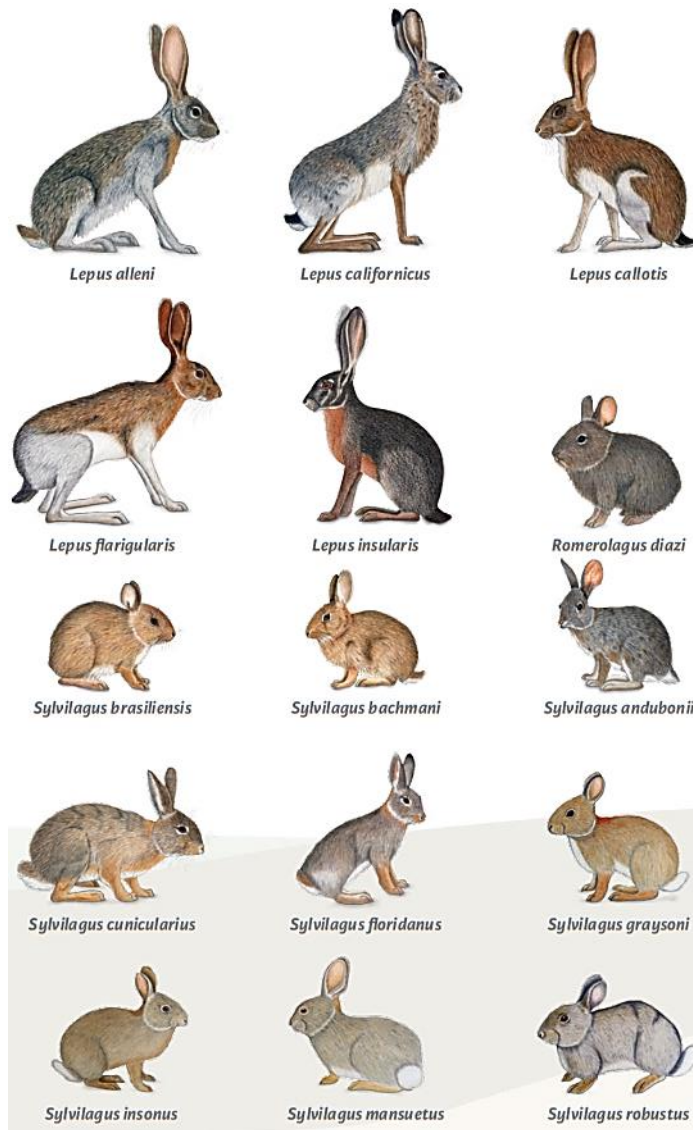 Lepus alleni
Lepus californicus
Lepus callotis
Lepus flarigularis
Lepus insularis
Romerolagus diazi
Sylvilagus brasiliensis
Sylvilagus bachmani
Sylvilagus andubonii
Sylvilagus cunicularius
Sylvilagus floridanus
Sylvilagus graysoni
Sylvilagus insonus
Sylvilagus mansuetus
Sylvilagus robustus